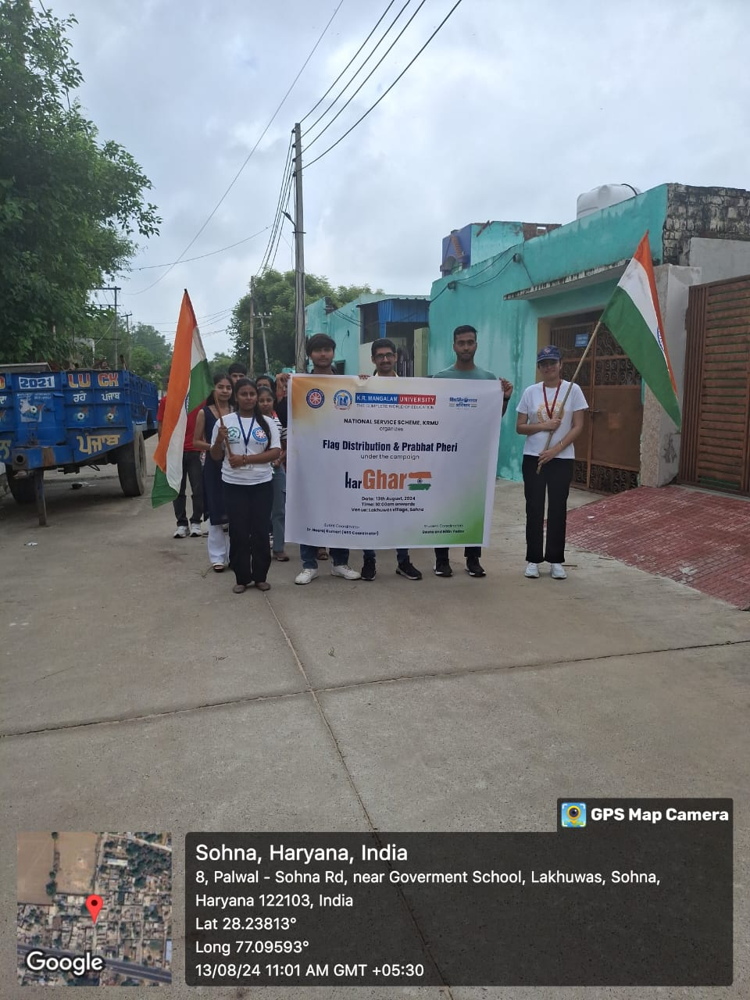 2021 LU CK
ਰਹੇ ਪੰਜਾਬ
ਪੰਜਾਬ
K.R. MANGALAM UNIVERSITY
THE COMPLETE WORLD OF EDUCATION
NATIONAL SERVICE SCHEME, KRMU
organizes
Flag Distribution & Prabhat Pheri
under the campaign
Har Ghar
Date: 13th August, 2024
Time: 10:00am onwards
Venue: Lakhuwas village, Sohna
Event Coordinator
Dr. Neeraj Kumari (NSS Coordinator)
Student Coordinators
Sweta and Nitin Yadav
GPS Map Camera
Sohna, Haryana, India
8, Palwal - Sohna Rd, near Goverment School, Lakhuwas, Sohna,
Haryana 122103, India
Lat 28.23813°
Long 77.09593°
13/08/24 11:01 AM GMT +05:30
Google